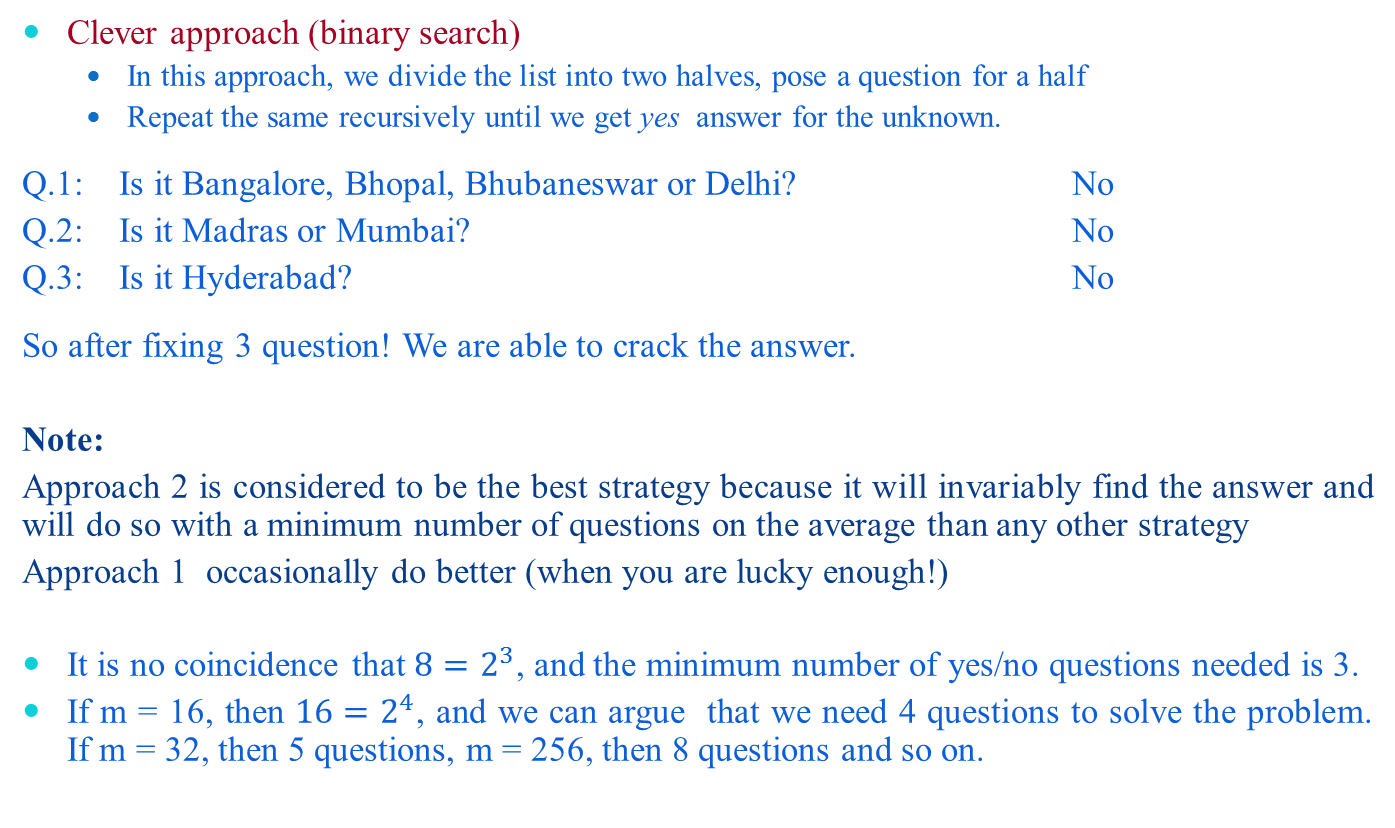 • Clever approach (binary search)
• In this approach, we divide the list into two halves, pose a question for a half
• Repeat the same recursively until we get yes answer for the unknown.
Q.1: Is it Bangalore, Bhopal, Bhubaneswar or Delhi? No
Q.2: Is it Madras or Mumbai? No
Q.3: Is it Hyderabad? No
So after fixing 3 question! We are able to crack the answer.
Note:
Approach 2 is considered to be the best strategy because it will invariably find the answer and
will do so with a minimum number of questions on the average than any other strategy
Approach 1 occasionally do better (when you are lucky enough!)
• It is no coincidence that 8 = 2³, and the minimum number of yes/no questions needed is 3.
• If m = 16, then 16 = 2⁴, and we can argue that we need 4 questions to solve the problem.
If m = 32, then 5 questions, m = 256, then 8 questions and so on.